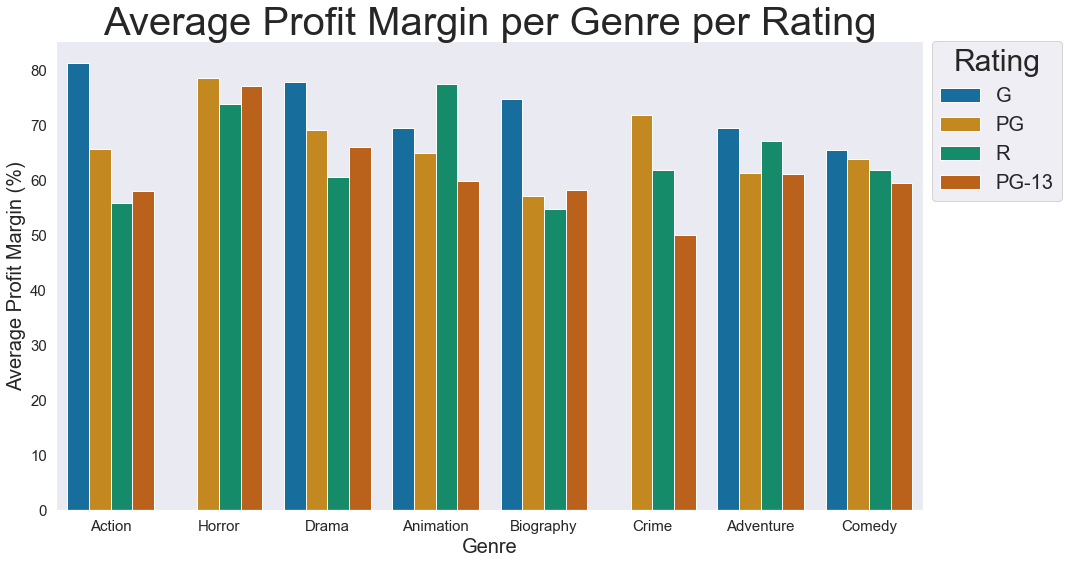 Average Profit Margin per Genre per Rating
Rating
G
PG
R
PG-13
Average Profit Margin (%)
80
70
60
50
40
30
20
10
0
Action Horror Drama Animation Biography Crime Adventure Comedy
Genre